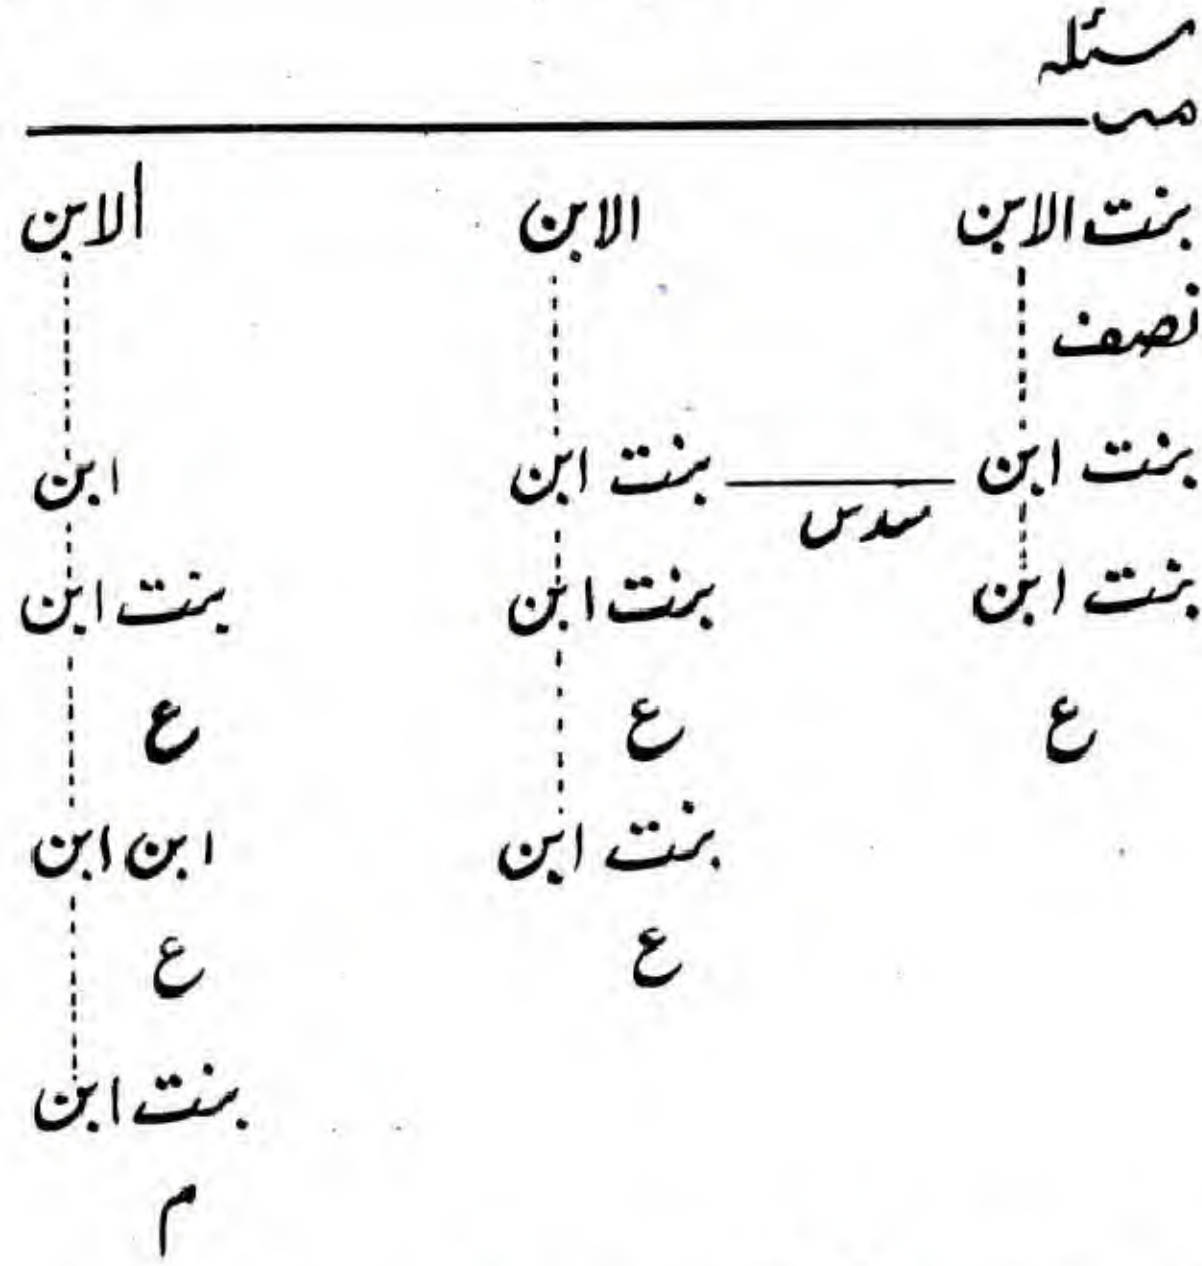 مسئلہ
مـ
بنت الابن الابن الابن
نصف
بنت ابن بنت ابن ابن
سدس
بنت ابن بنت ابن بنت ابن
ع ع ع
بنت ابن ابن ابن
ع ع
بنت ابن
م